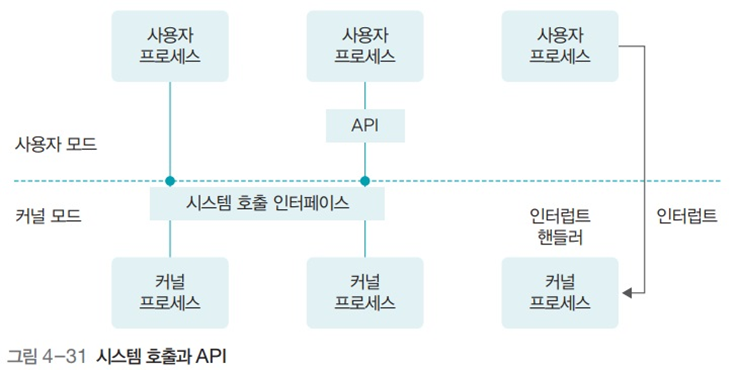 사용자
프로세스
사용자
프로세스
사용자
프로세스
API
사용자 모드
시스템 호출 인터페이스
커널 모드
인터럽트
핸들러
인터럽트
커널
프로세스
커널
프로세스
커널
프로세스
그림 4-31 시스템 호출과 API